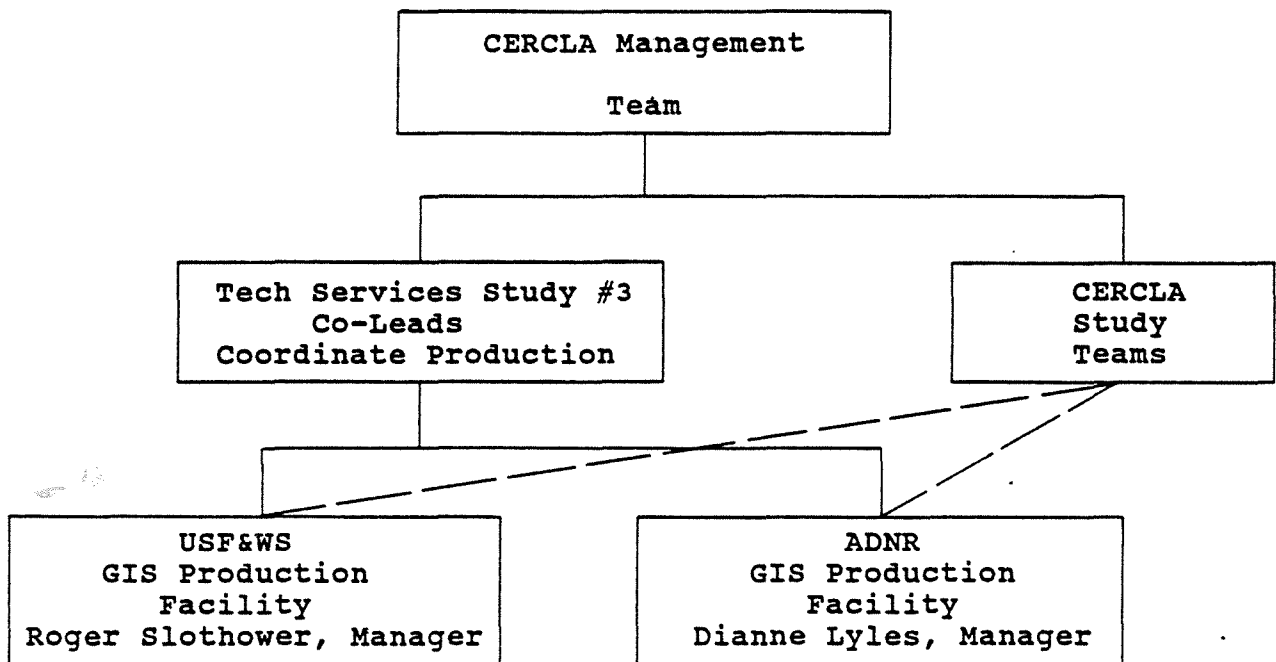 CERCLA Management
Team
Tech Services Study #3
Co-Leads
Coordinate Production
CERCLA
Study
Teams
USF&WS
GIS Production
Facility
Roger Slothower, Manager
ADNR
GIS Production
Facility
Dianne Lyles, Manager